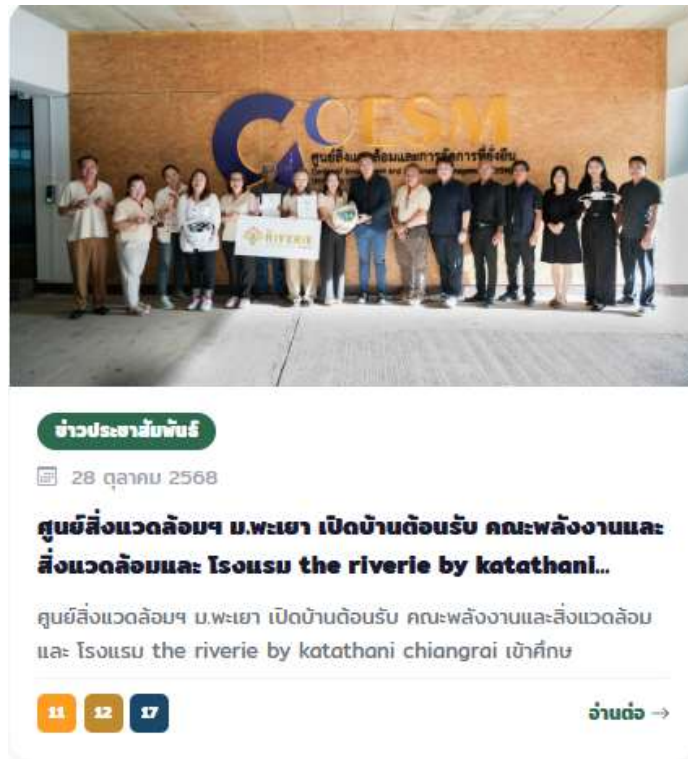 CESM
ศูนย์สิ่งแวดล้อมและการจัดการที่ยั่งยืน
RIVERIE
ข่าวประชาสัมพันธ์
28 ตุลาคม 2568
ศูนย์สิ่งแวดล้อมฯ ม.พะเยา เปิดบ้านต้อนรับ คณะพลังงานและ
สิ่งแวดล้อมและ โรงแรม the riverie by katathani...
ศูนย์สิ่งแวดล้อมฯ ม.พะเยา เปิดบ้านต้อนรับ คณะพลังงานและสิ่งแวดล้อม
และ โรงแรม the riverie by katathani chiangrai เข้าศึกษ
11 12 17
อ่านต่อ →